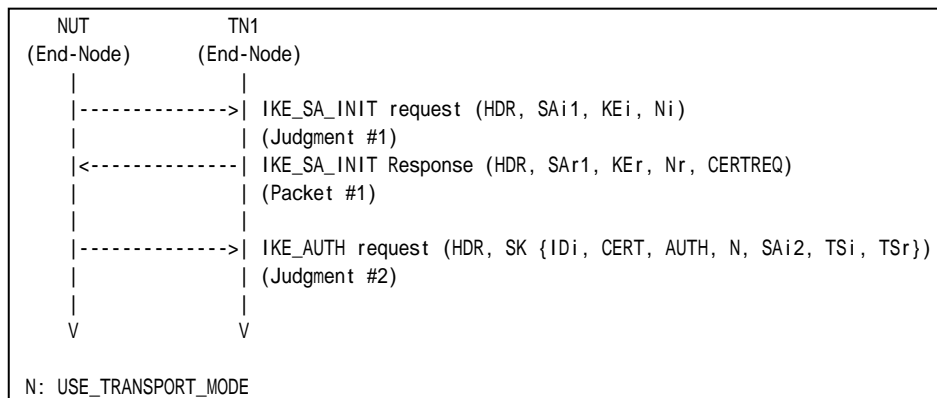 NUT TN1
(End-Node) (End-Node)
| |
|-------------->| IKE_SA_INIT request (HDR, SAi1, KEi, Ni)
| | (Judgment #1)
|<--------------| IKE_SA_INIT Response (HDR, SAr1, KEr, Nr, CERTREQ)
| | (Packet #1)
| |
|-------------->| IKE_AUTH request (HDR, SK {IDi, CERT, AUTH, N, SAi2, TSi, TSr})
| | (Judgment #2)
| |
V V
N: USE_TRANSPORT_MODE